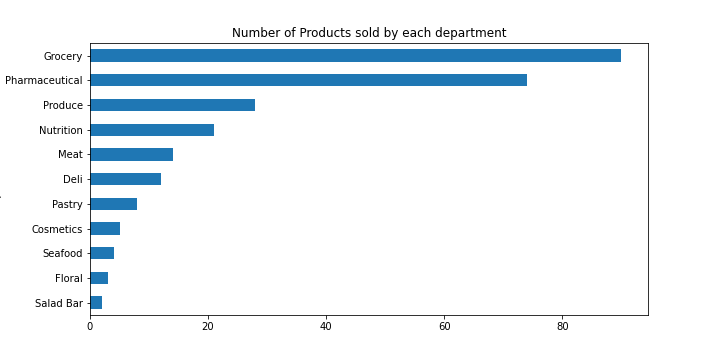 Number of Products sold by each department
Grocery
Pharmaceutical
Produce
Nutrition
Meat
Deli
Pastry
Cosmetics
Seafood
Floral
Salad Bar
0 20 40 60 80